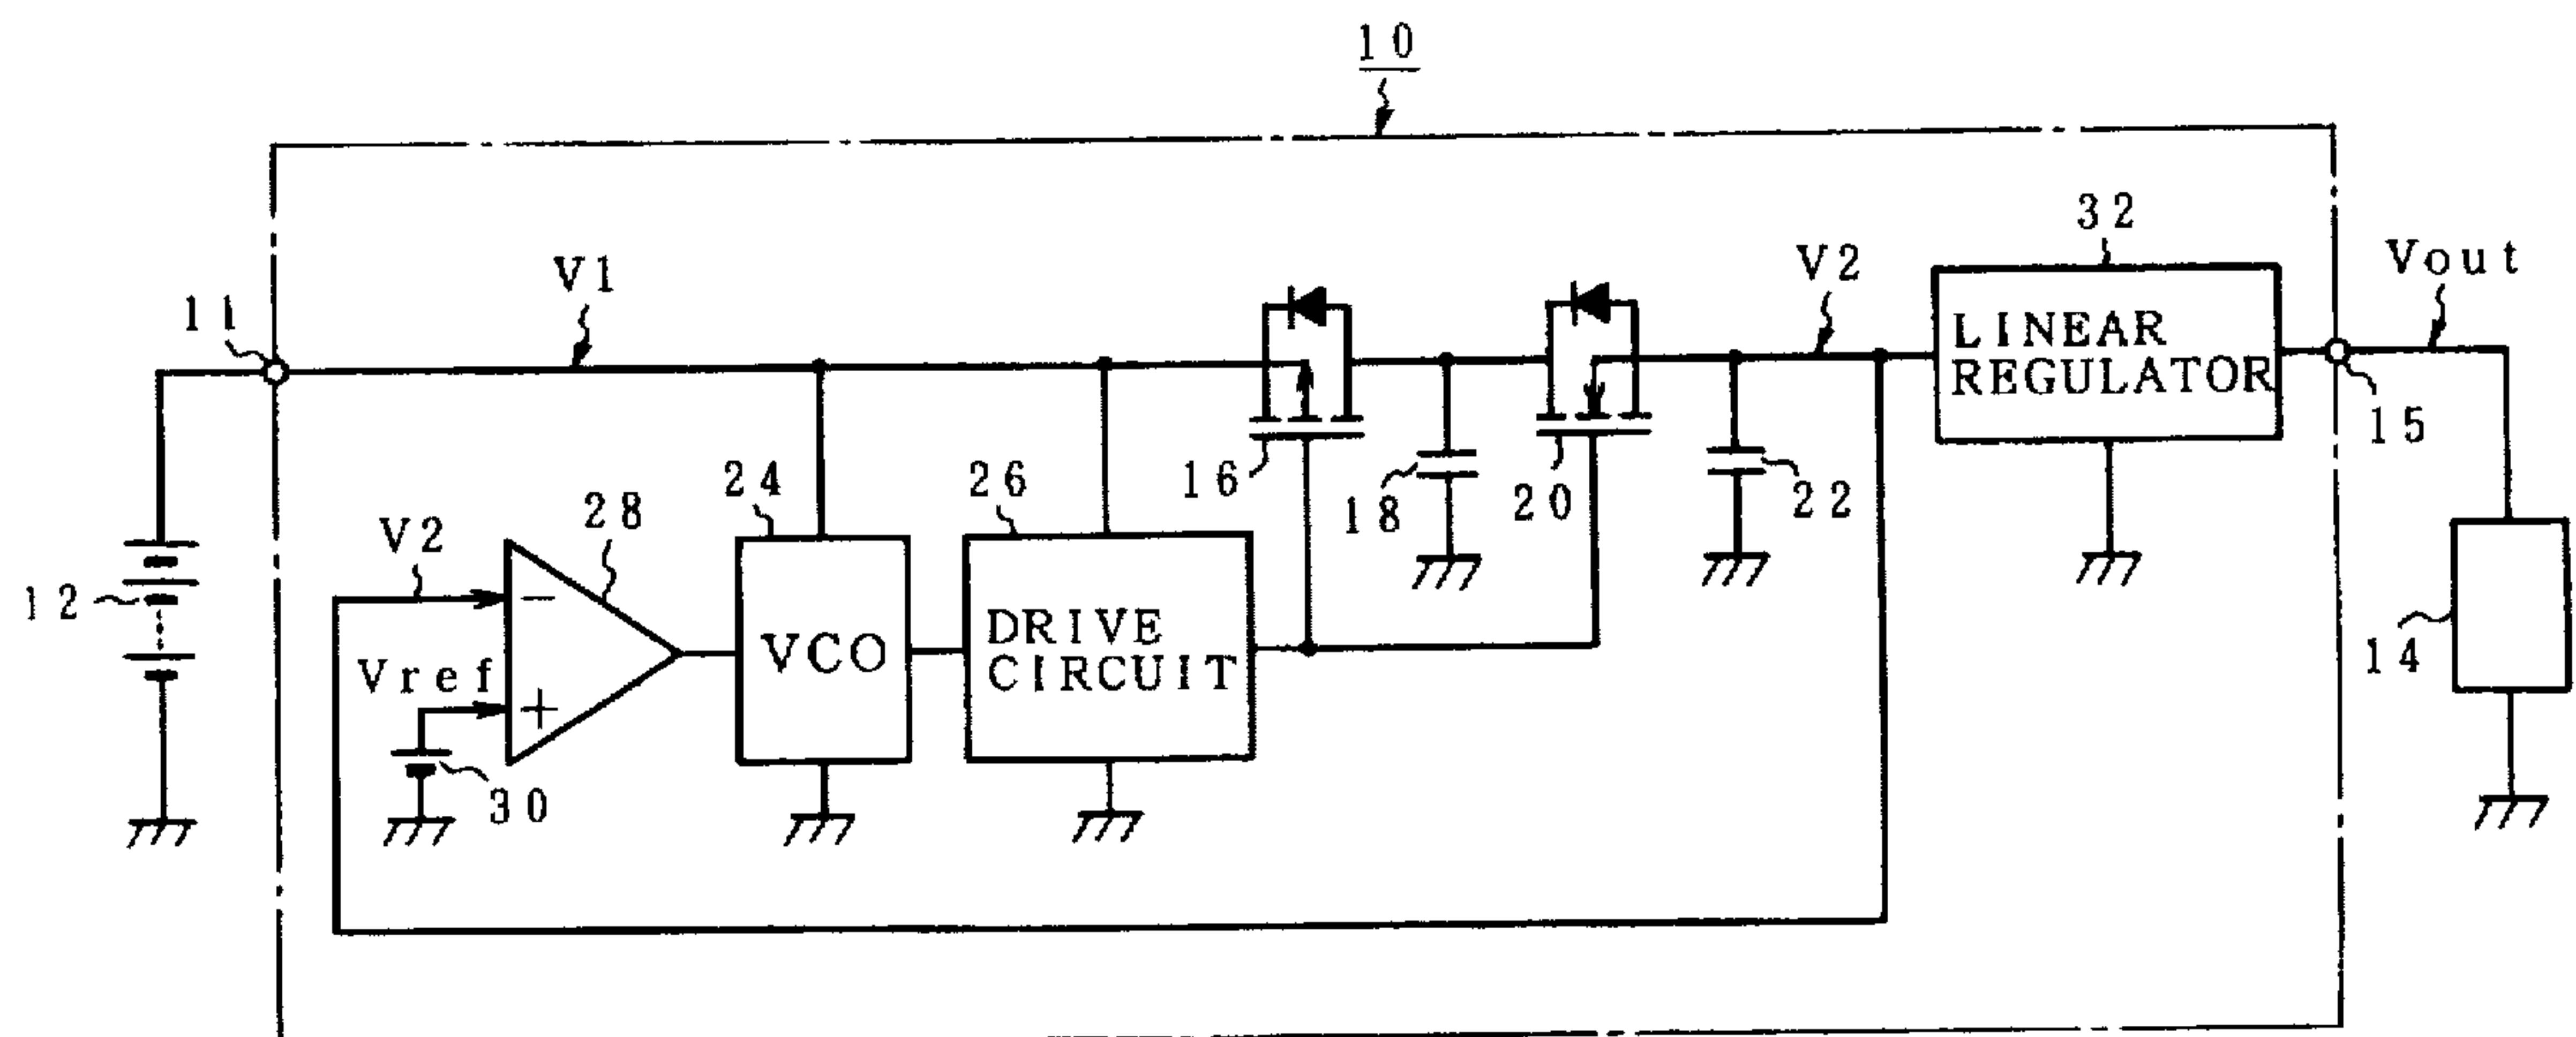 10
32
Vout
V1
V2
11
LINEAR
REGULATOR
15
16
18
20
22
24
26
28
V2
12
DRIVE
CIRCUIT
VCO
Vref
14
30
−
+